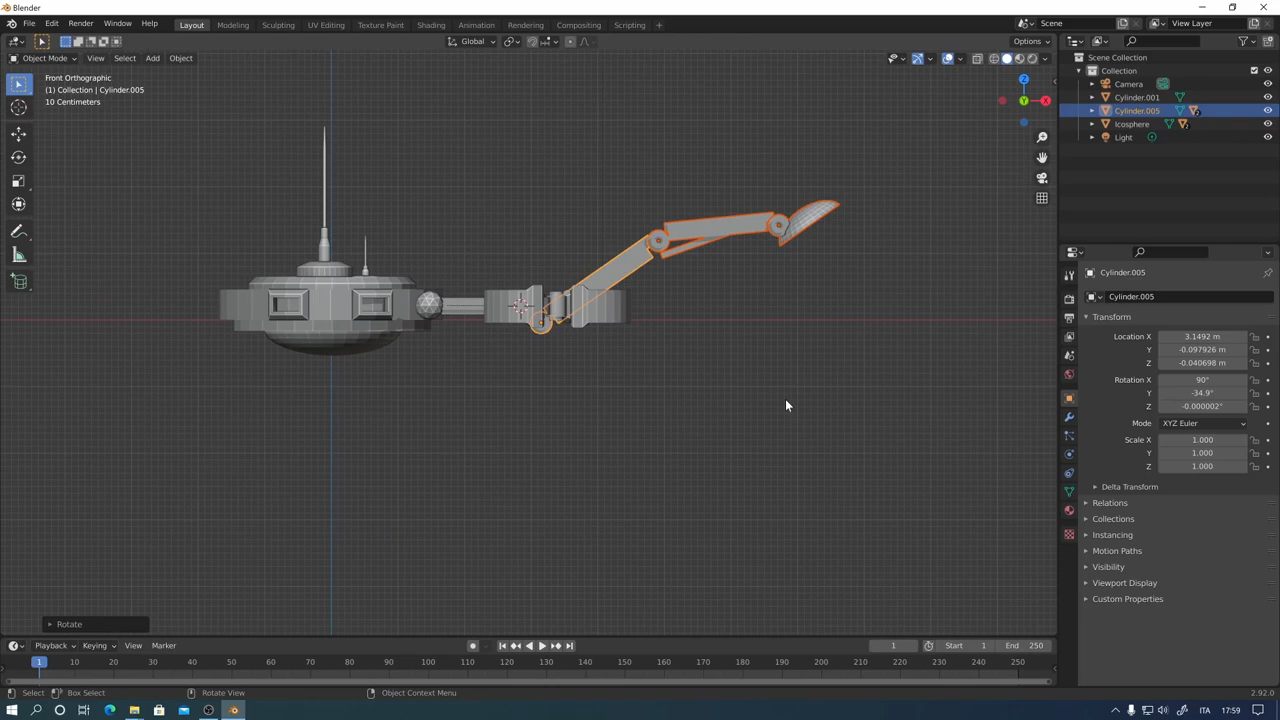 Blender
File Edit Render Window Help Layout Modeling Sculpting UV Editing Texture Paint Shading Animation Rendering Compositing Scripting + Scene View Layer
Global Options
Object Mode View Select Add Object
Front Orthographic
(1) Collection | Cylinder.005
10 Centimeters
Z
Y X
Scene Collection
Collection
Camera
Cylinder.001
Cylinder.005
Icosphere
Light
Cylinder.005
Cylinder.005
Transform
Location X 3.1492 m
Y -0.097926 m
Z -0.040698 m
Rotation X 90°
Y -34.9°
Z -0.000002°
Mode XYZ Euler
Scale X 1.000
Y 1.000
Z 1.000
Delta Transform
Relations
Collections
Instancing
Motion Paths
Visibility
Viewport Display
Custom Properties
Rotate
Playback Keying View Marker 1 Start 1 End 250
1 10 20 30 40 50 60 70 80 90 100 110 120 130 140 150 160 170 180 190 200 210 220 230 240 250
Select Box Select Rotate View Object Context Menu 2.92.0
ITA 17:59